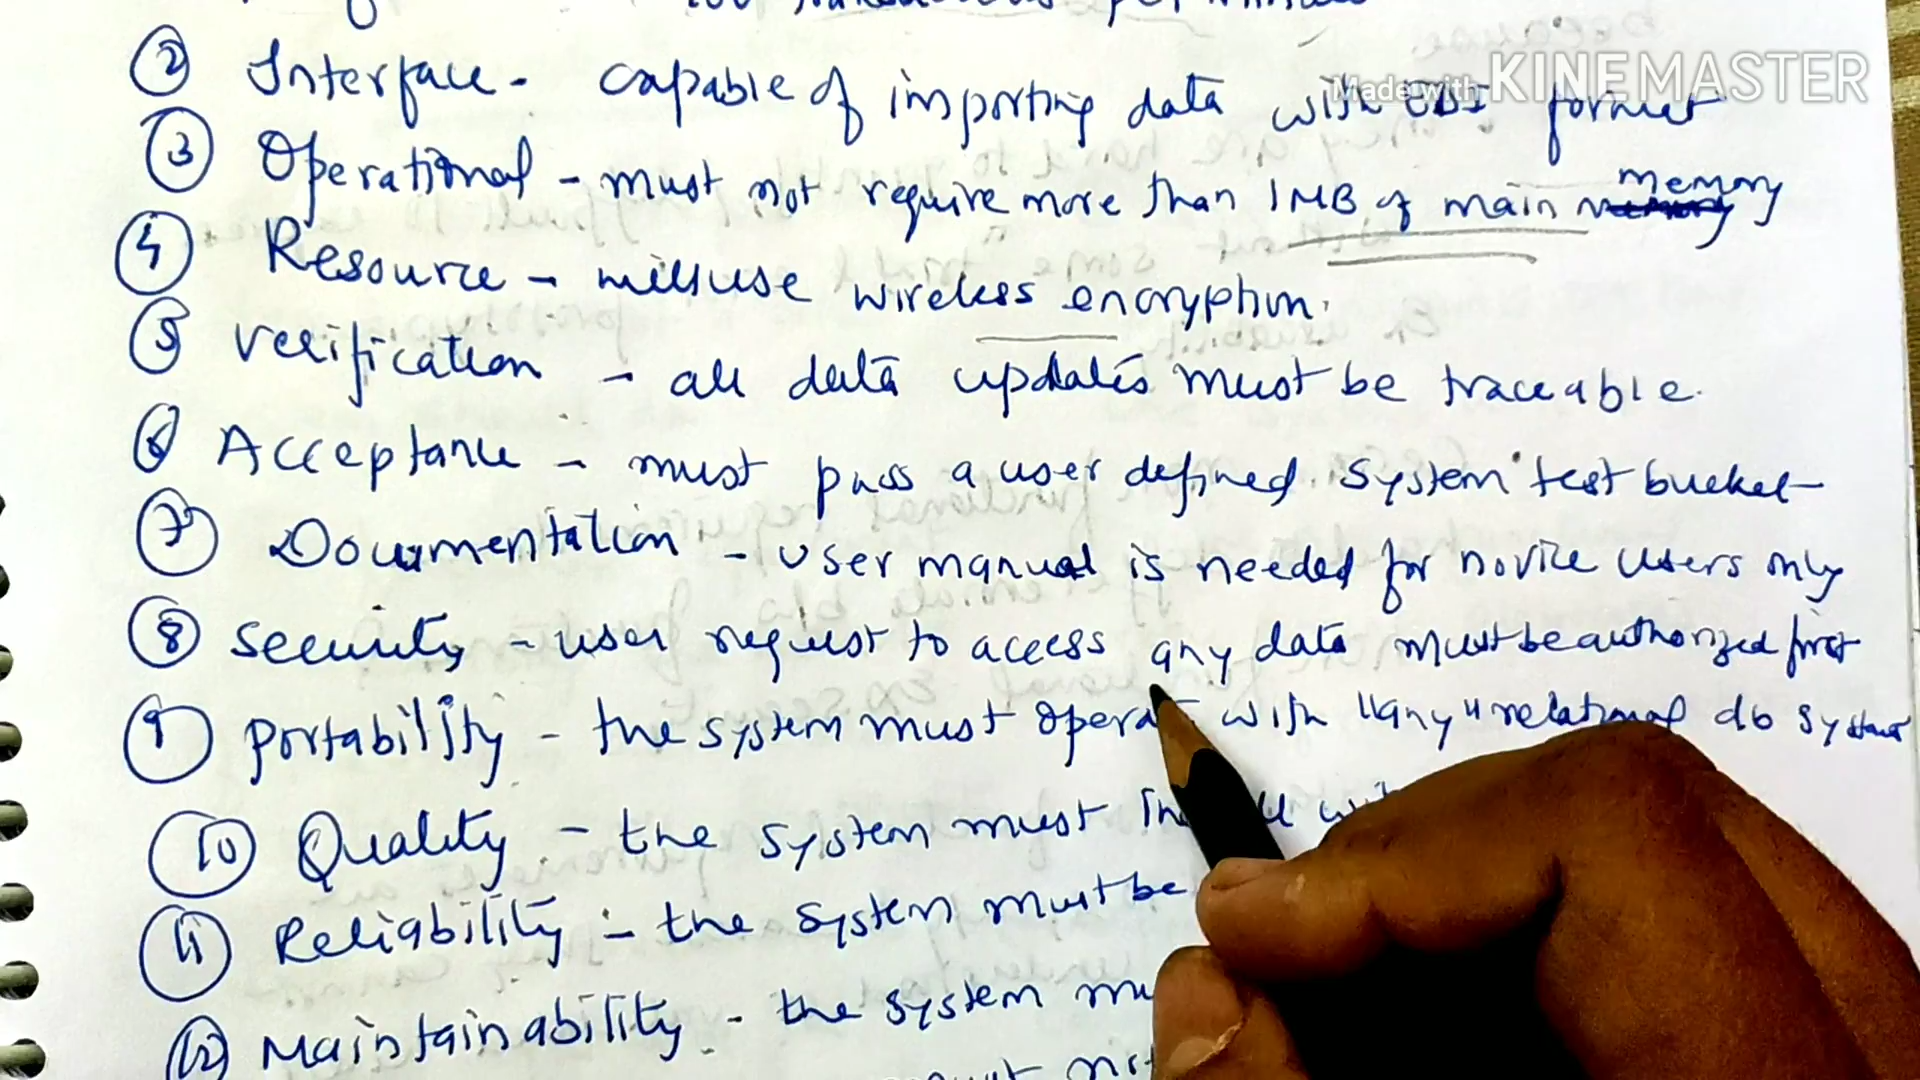 ② Interface - capable of importing data with EDI format
③ Operational - must not require more than 1MB of main memory
④ Resource - must use wireless encryption.
⑤ verification - all data updates must be traceable.
⑥ Acceptance - must pass a user defined system test bucket
⑦ Documentation - user manual is needed for novice users only
⑧ security - user request to access any data must be authorized first
⑨ Portability - the system must operat with "any" relational db system
⑩ Quality - the system must
⑪ Reliability - the system must be
⑫ Maintainability - the system mu
Made with KINEMASTER